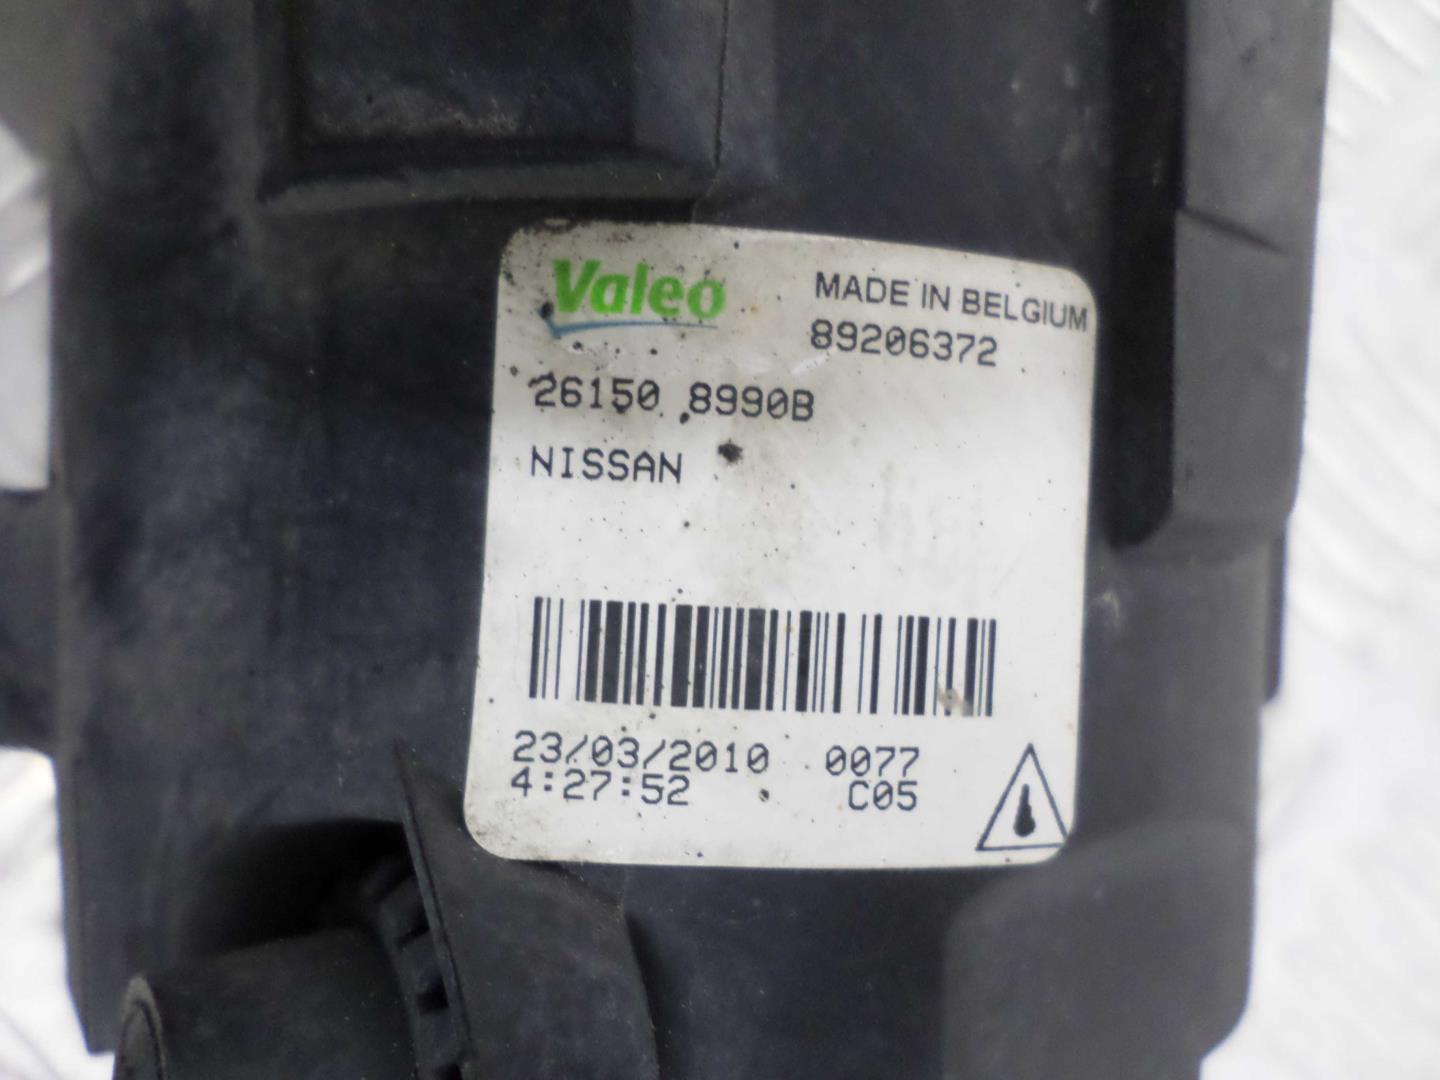 Valeo
MADE IN BELGIUM
89206372
26150 8990B
NISSAN
23/03/2010 0077
4:27:52 C05